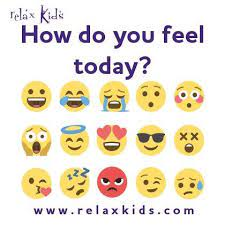 relax Kids
How do you feel
today?
www.relaxkids.com